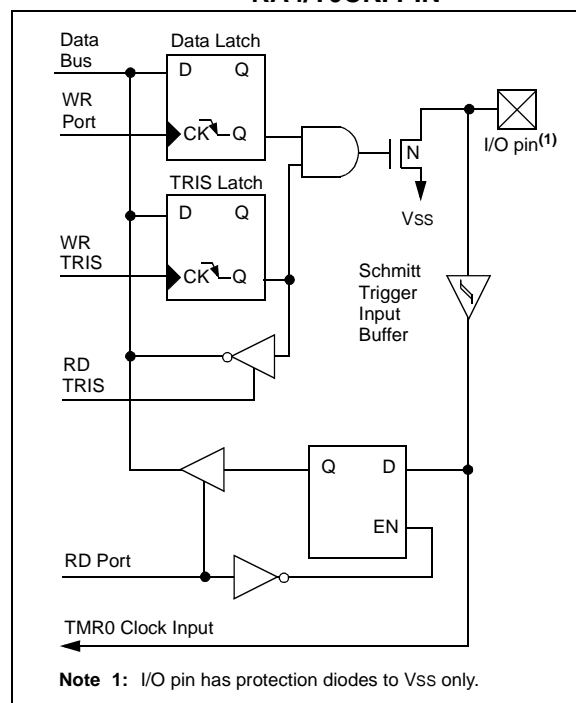 RA4/T0CKI PIN
Data
Bus
Data Latch
D Q
WR
Port
CK Q
I/O pin(1)
N
TRIS Latch
D Q
VSS
WR
TRIS
CK Q
Schmitt
Trigger
Input
Buffer
RD
TRIS
Q D
EN
RD Port
TMR0 Clock Input
Note 1: I/O pin has protection diodes to VSS only.